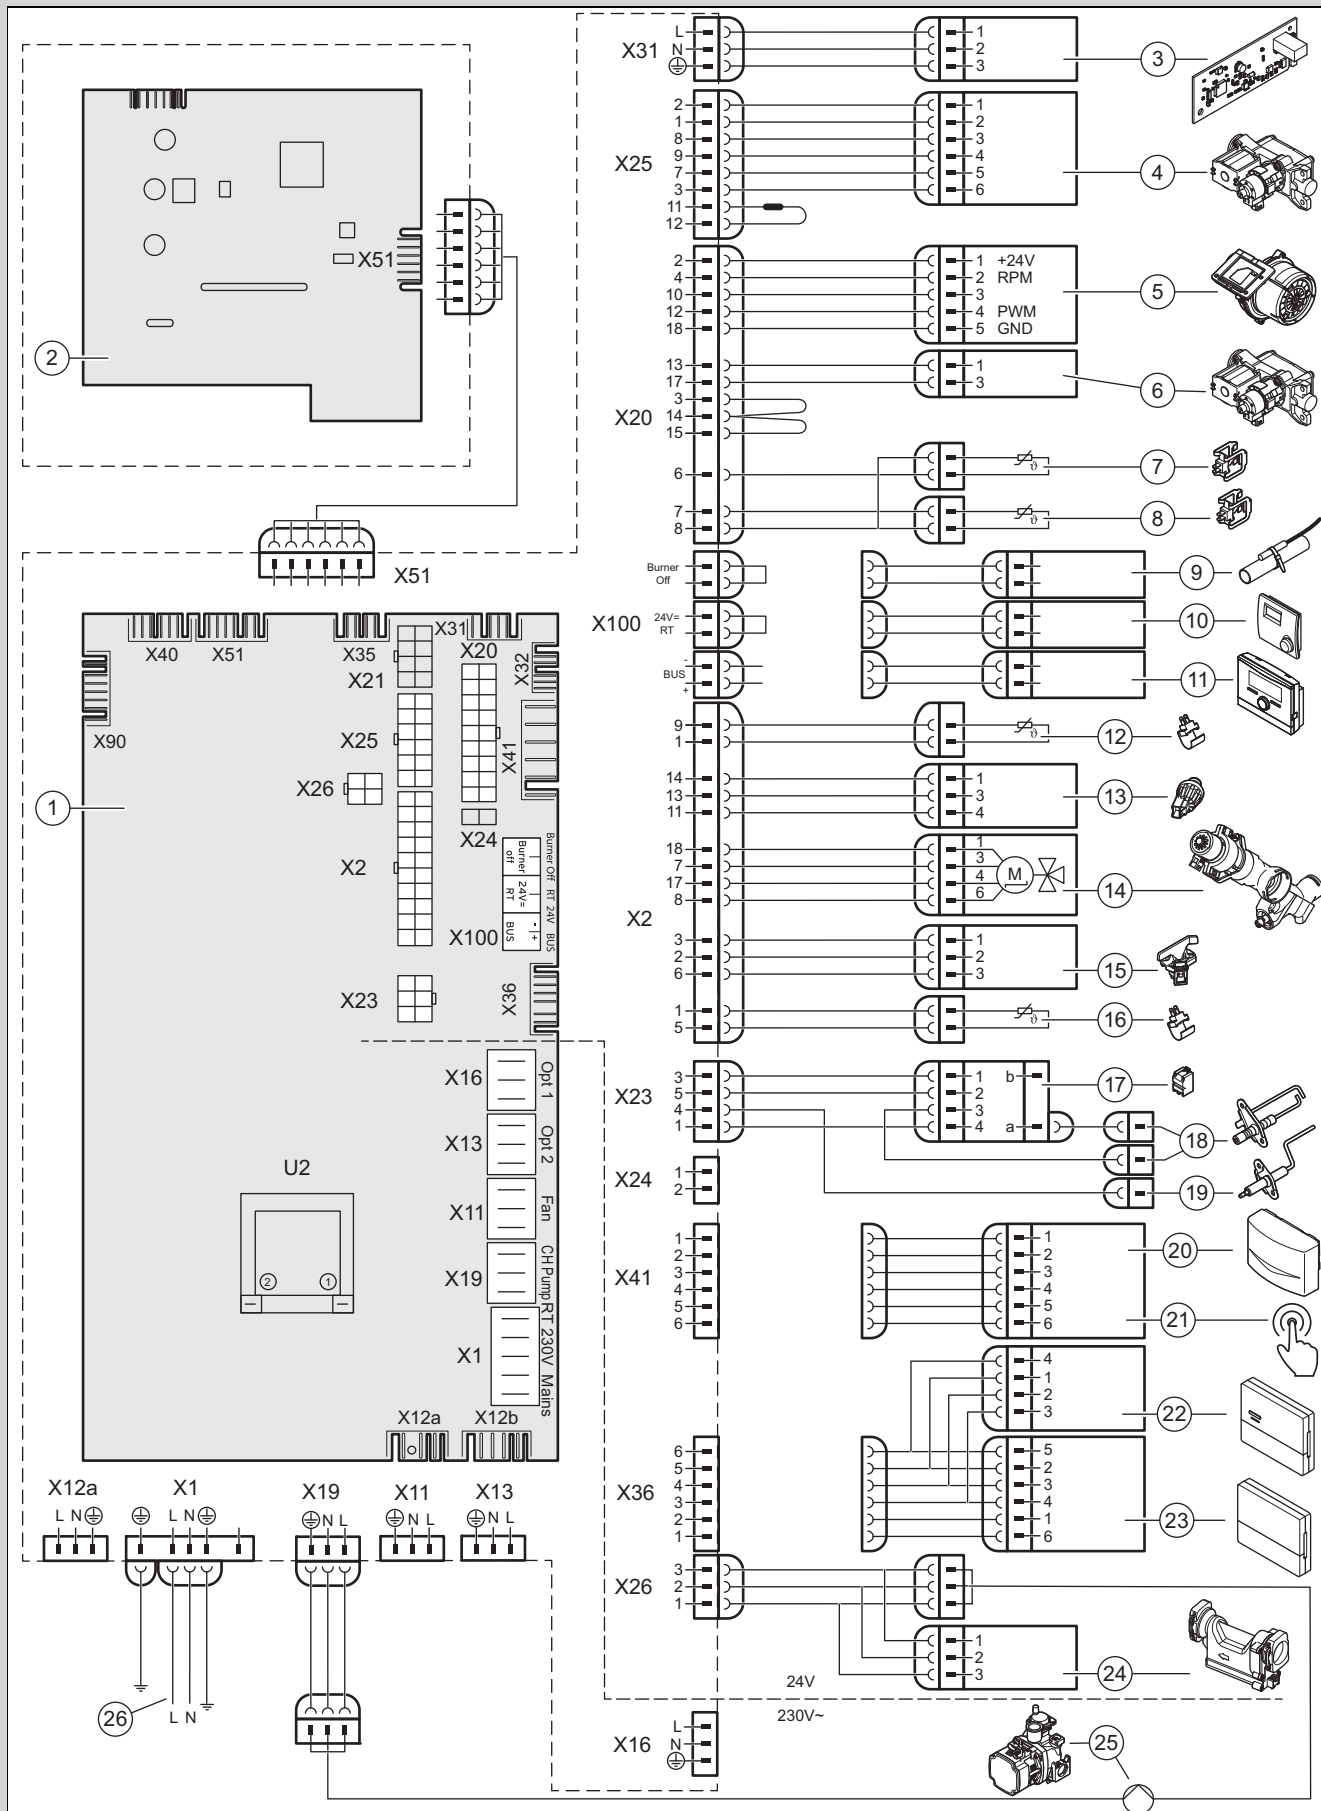 X31
L
N
1
2
3
3
X25
2
1
8
9
7
3
11
12
1
2
3
4
5
6
4
X51
2
2
4
10
12
18
1 +24V
2 RPM
3
4 PWM
5 GND
5
X20
13
17
3
14
15
6
7
8
1
3
6
ϑ
7
ϑ
8
X51
Burner
Off
9
X100
24V=
RT
10
-
BUS
+
11
X40
X51
X35
X31
X21
X20
X32
X90
X25
X41
X26
1
X24
X2
Burner Off RT 24V BUS
Burner
off
24V=
RT
- +
BUS
X100
X23
X36
X16
Opt 1
X13
Opt 2
X11
Fan
X19
CH Pump
X1
RT 230V Mains
U2
2
1
X12a
X12b
X2
9
1
ϑ
12
14
13
11
1
3
4
13
18
7
17
8
1
3
4
6
M
14
3
2
6
1
2
3
15
1
5
ϑ
16
X23
3
5
4
1
1
2
3
4
b
a
17
18
19
X24
1
2
X41
1
2
3
4
5
6
1
2
3
4
5
6
20
21
4
1
2
3
22
X36
6
5
4
3
2
1
5
2
3
4
1
6
23
X26
3
2
1
1
2
3
24
24V
230V~
X16
L
N
25
X12a
L N
X1
L N
X19
N L
X11
N L
X13
N L
26
L N